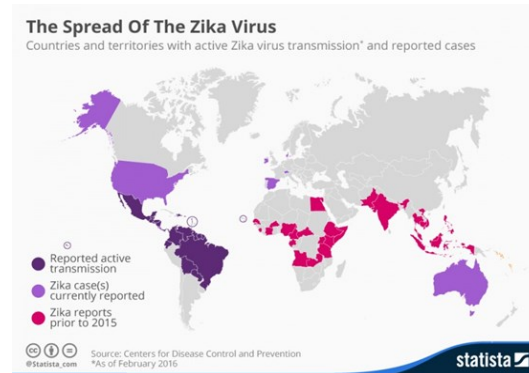 The Spread Of The Zika Virus
Countries and territories with active Zika virus transmission* and reported cases
Reported active
transmission
Zika case(s)
currently reported
Zika reports
prior to 2015
@Statista_com
Source: Centers for Disease Control and Prevention
*As of February 2016
statista